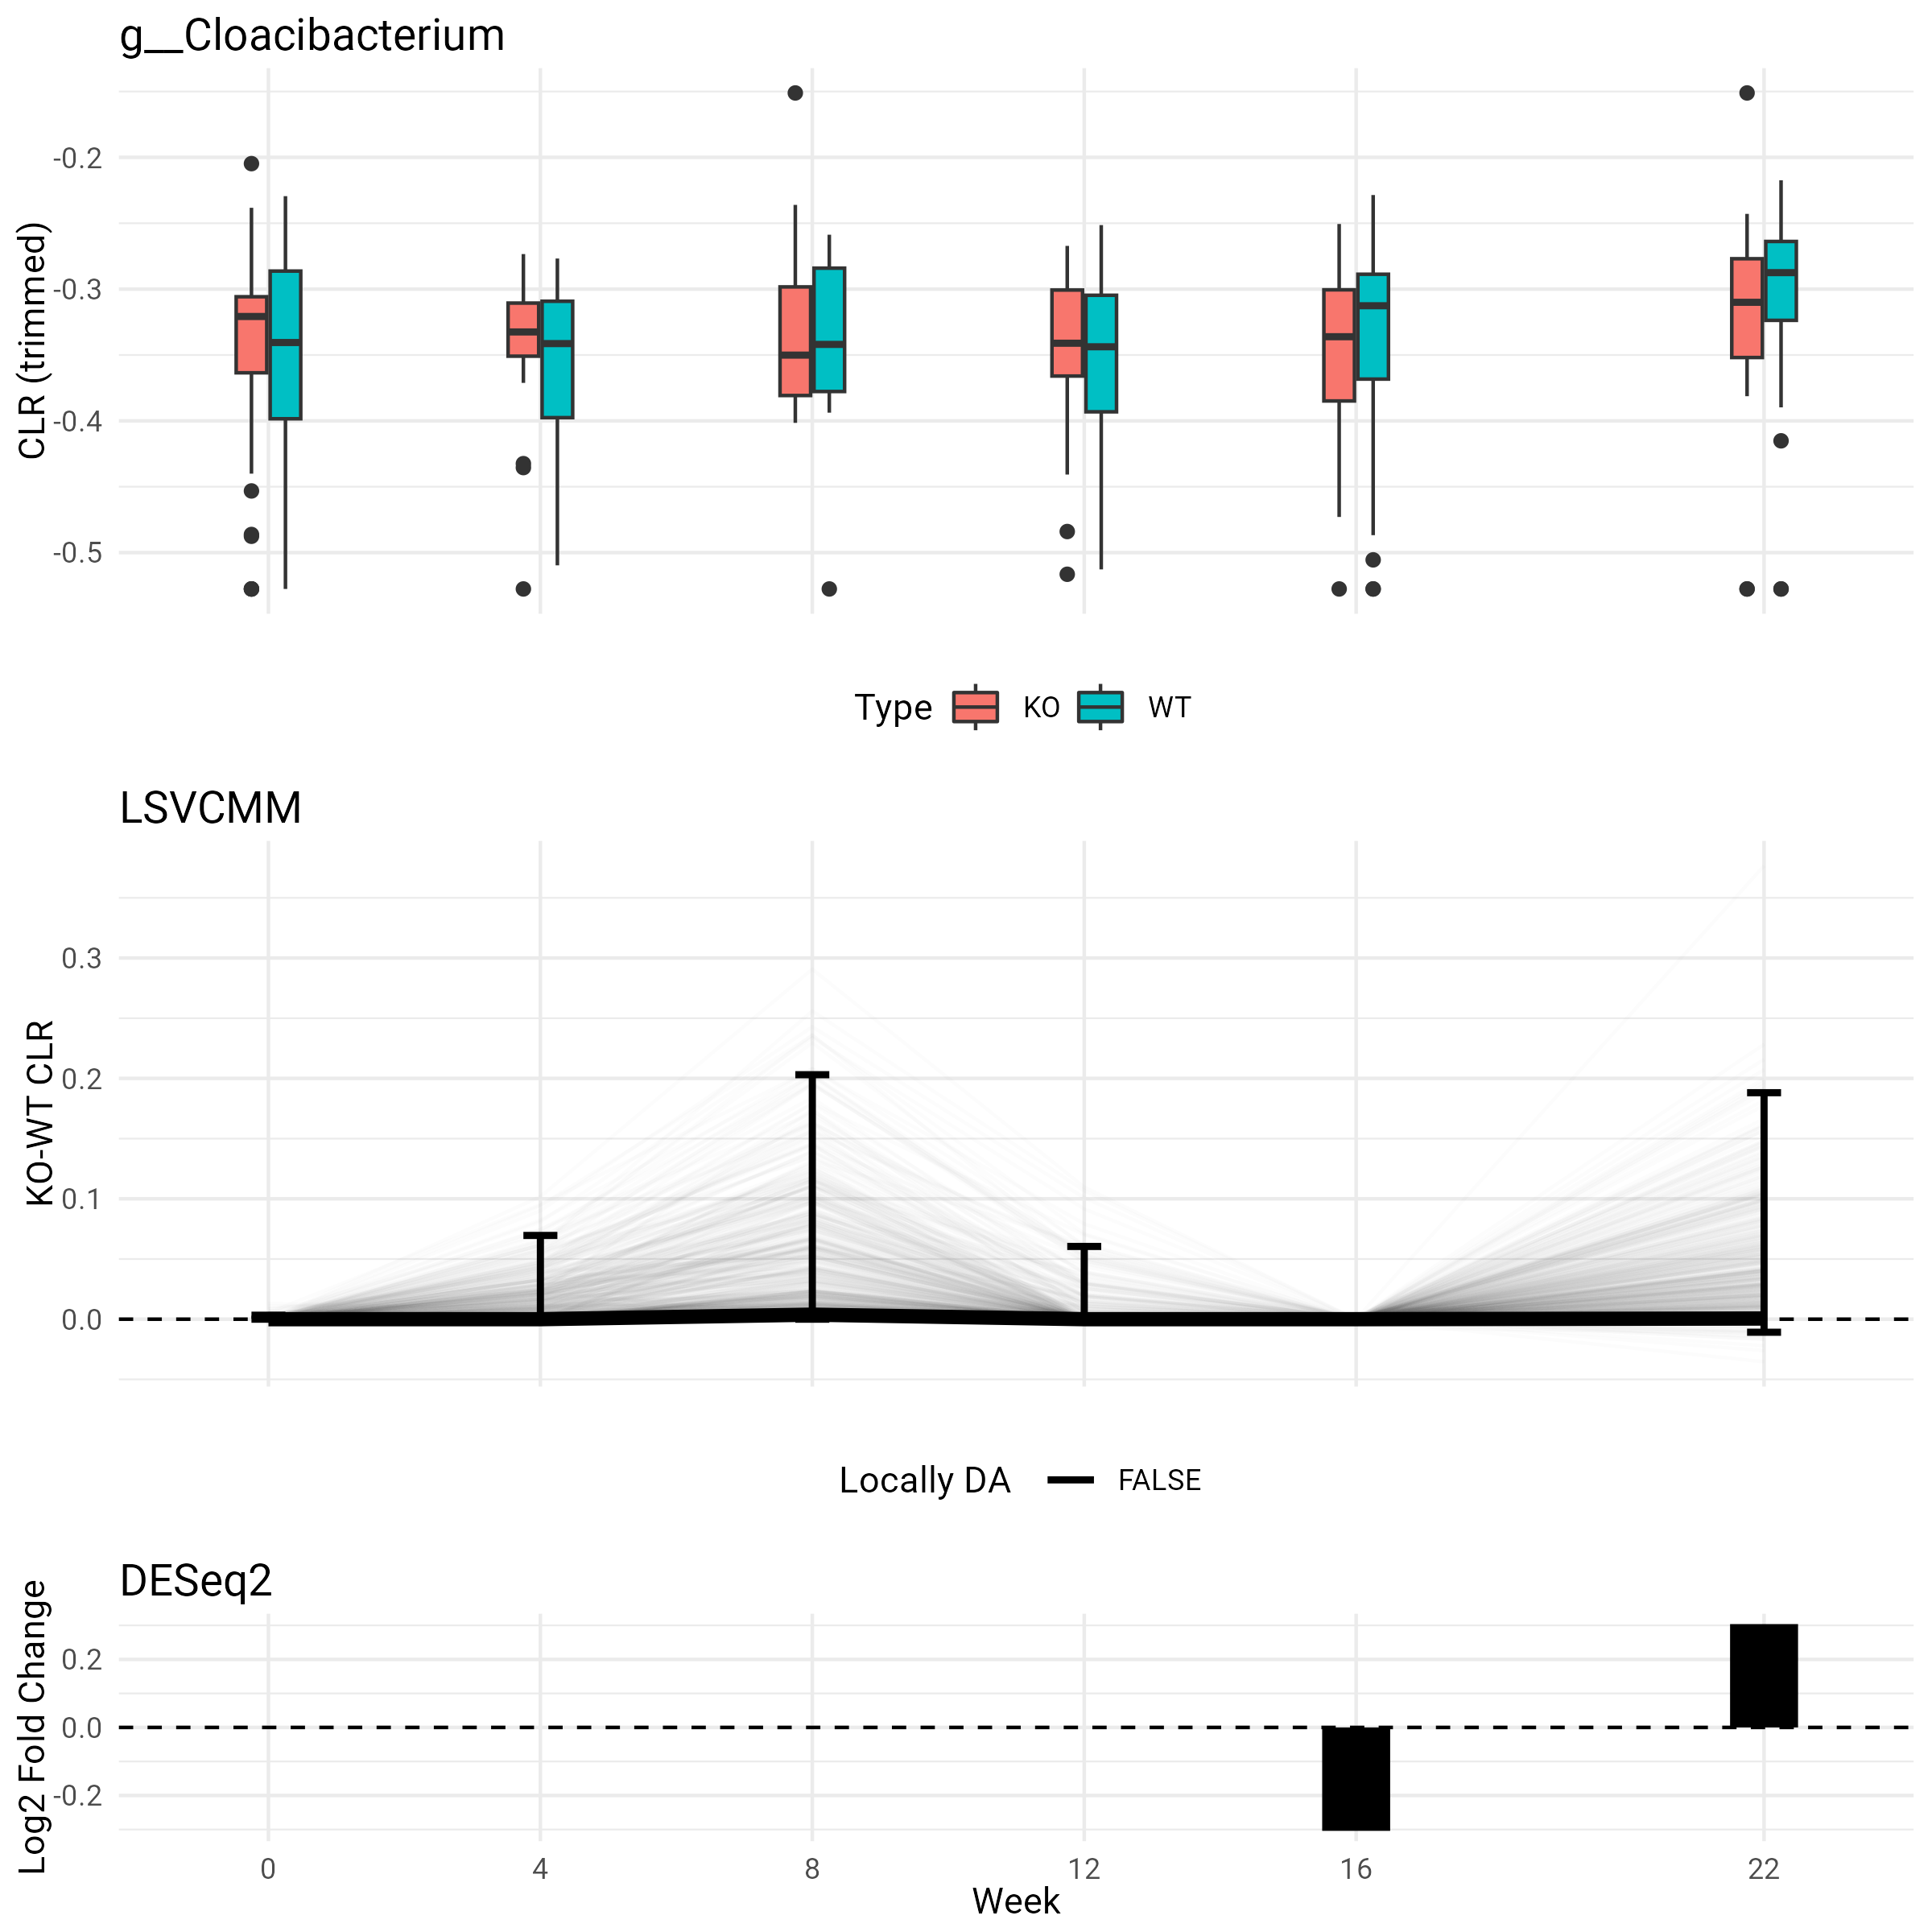 g__Cloacibacterium
CLR (trimmed)
-0.2
-0.3
-0.4
-0.5
Type KO WT
LSVCMM
KO-WT CLR
0.3
0.2
0.1
0.0
Locally DA FALSE
DESeq2
Log2 Fold Change
0.2
0.0
-0.2
0 4 8 12 16 22
Week